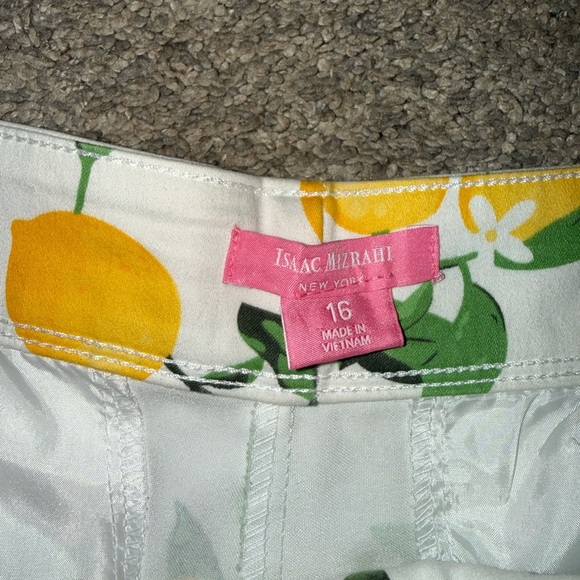 ISAAC MIZRAHI
NEW YORK
16
MADE IN
VIETNAM